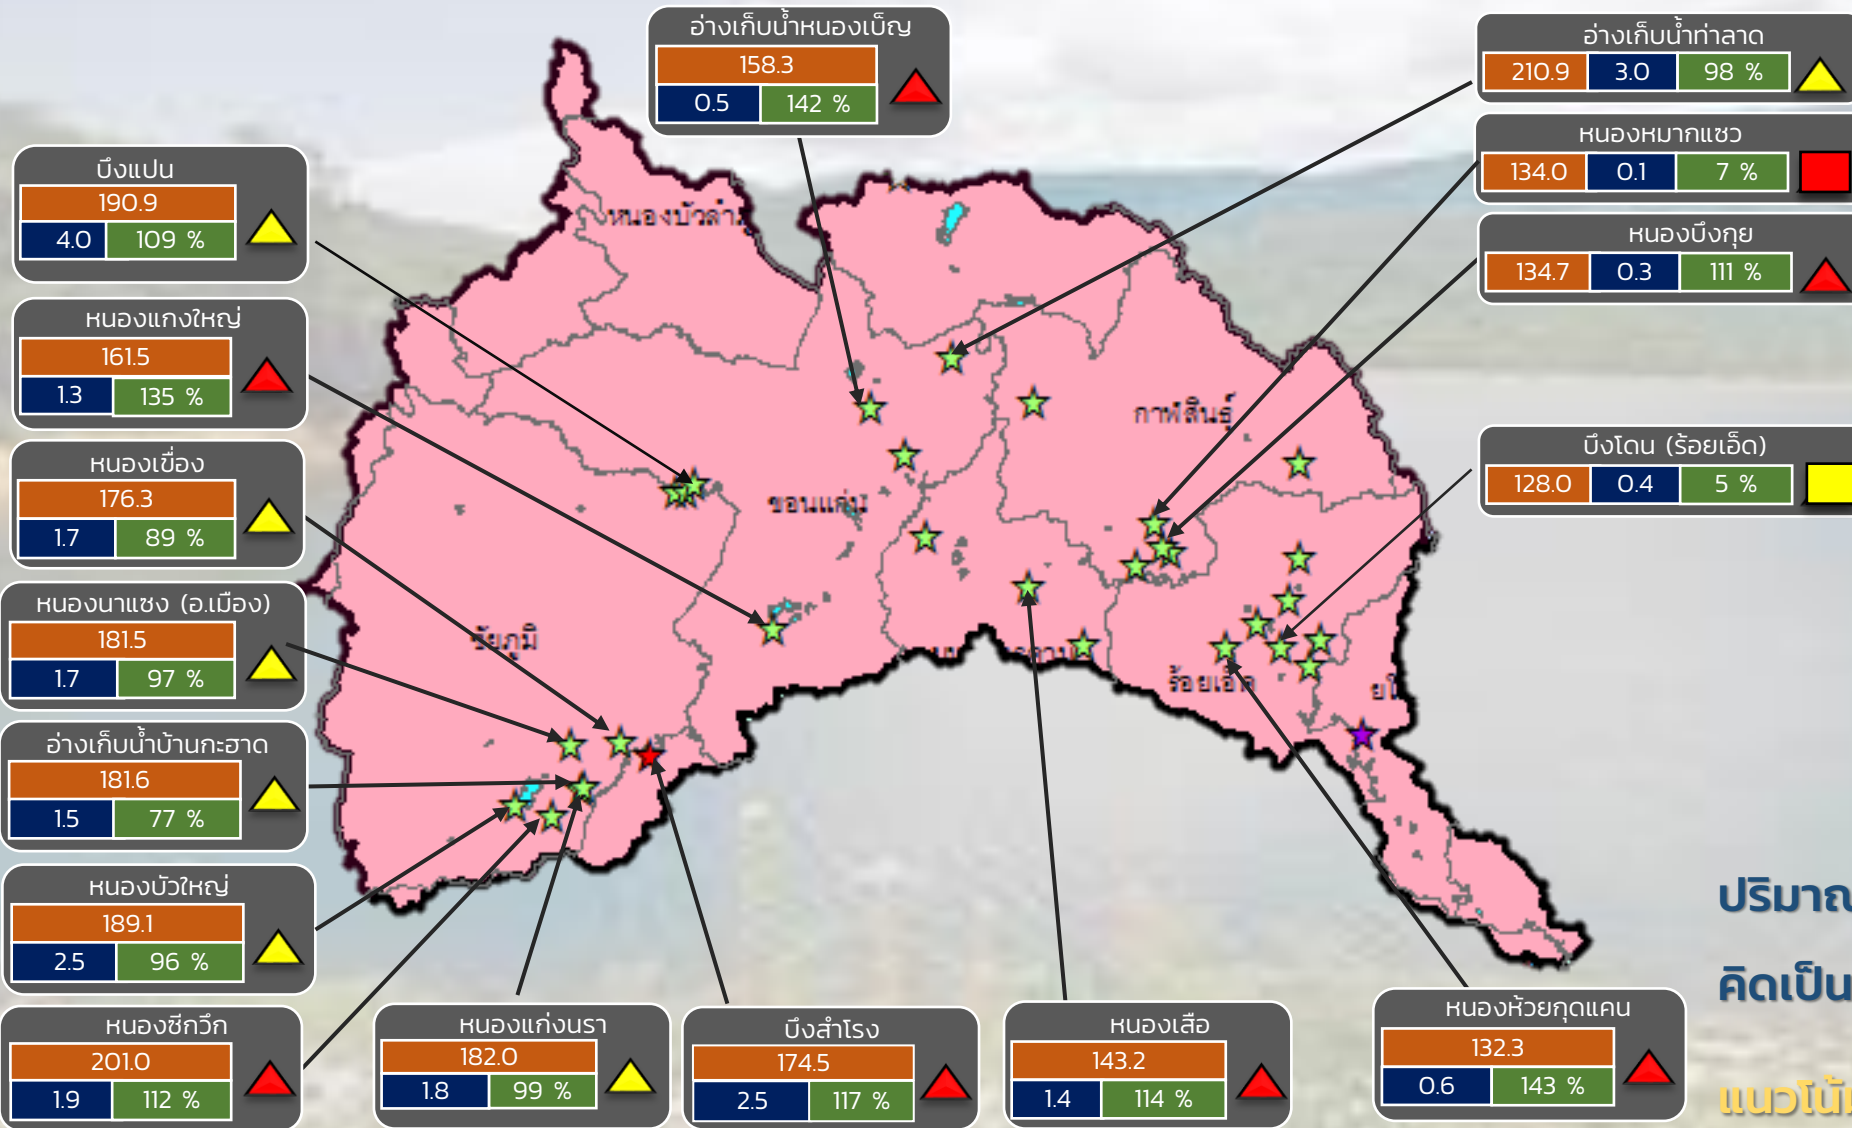 อ่างเก็บน้ำหนองเบ็ญ
158.3
0.5 142 %
อ่างเก็บน้ำท่าลาด
210.9 3.0 98 %
หนองหมากแซว
134.0 0.1 7 %
หนองบึงกุย
134.7 0.3 111 %
บึงโดน (ร้อยเอ็ด)
128.0 0.4 5 %
บึงแปน
190.9
4.0 109 %
หนองแกงใหญ่
161.5
1.3 135 %
หนองเขื่อง
176.3
1.7 89 %
หนองนาแซง (อ.เมือง)
181.5
1.7 97 %
อ่างเก็บน้ำบ้านกะฮาด
181.6
1.5 77 %
หนองบัวใหญ่
189.1
2.5 96 %
หนองซีกวึก
201.0
1.9 112 %
หนองแก่งนรา
182.0
1.8 99 %
บึงสำโรง
174.5
2.5 117 %
หนองเสือ
143.2
1.4 114 %
หนองห้วยกุดแคน
132.3
0.6 143 %
หนองบัวลำภู
กาฬสินธุ์
ขอนแก่น
ชัยภูมิ
ร้อยเอ็ด
ปริมาณ
คิดเป็น
แนวโน้ม